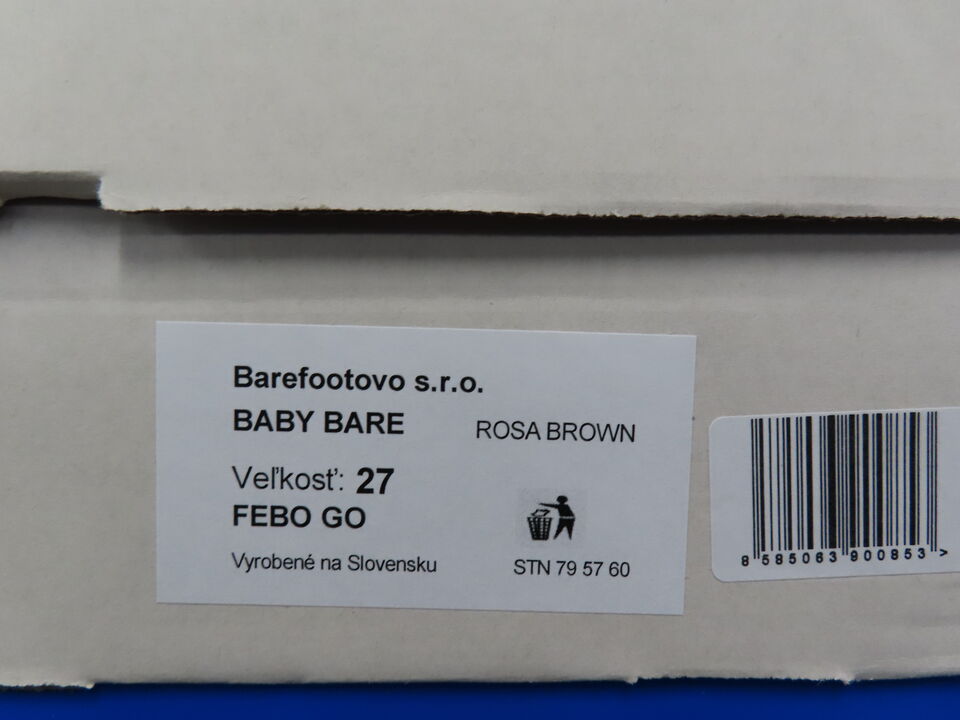 Barefootovo s.r.o.
BABY BARE ROSA BROWN
Veľkosť: 27
FEBO GO
Vyrobené na Slovensku STN 79 57 60
8 585063 900853 >